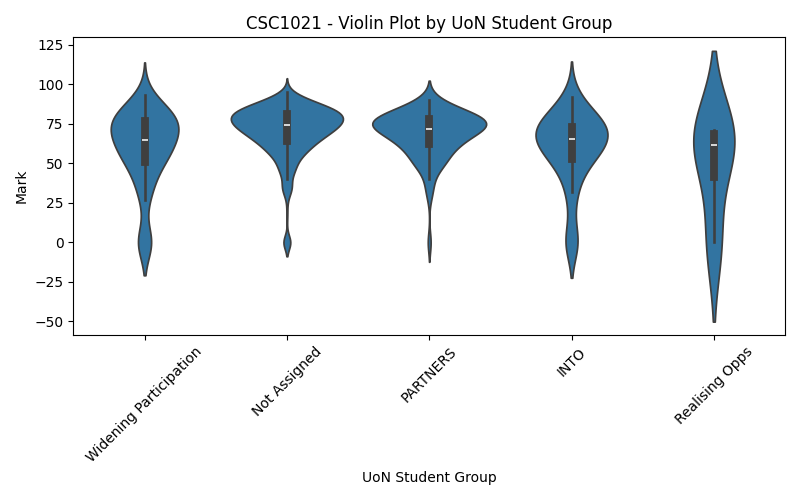 CSC1021 - Violin Plot by UoN Student Group
125
100
75
50
25
0
−25
−50
Mark
Widening Participation
Not Assigned
PARTNERS
INTO
Realising Opps
UoN Student Group